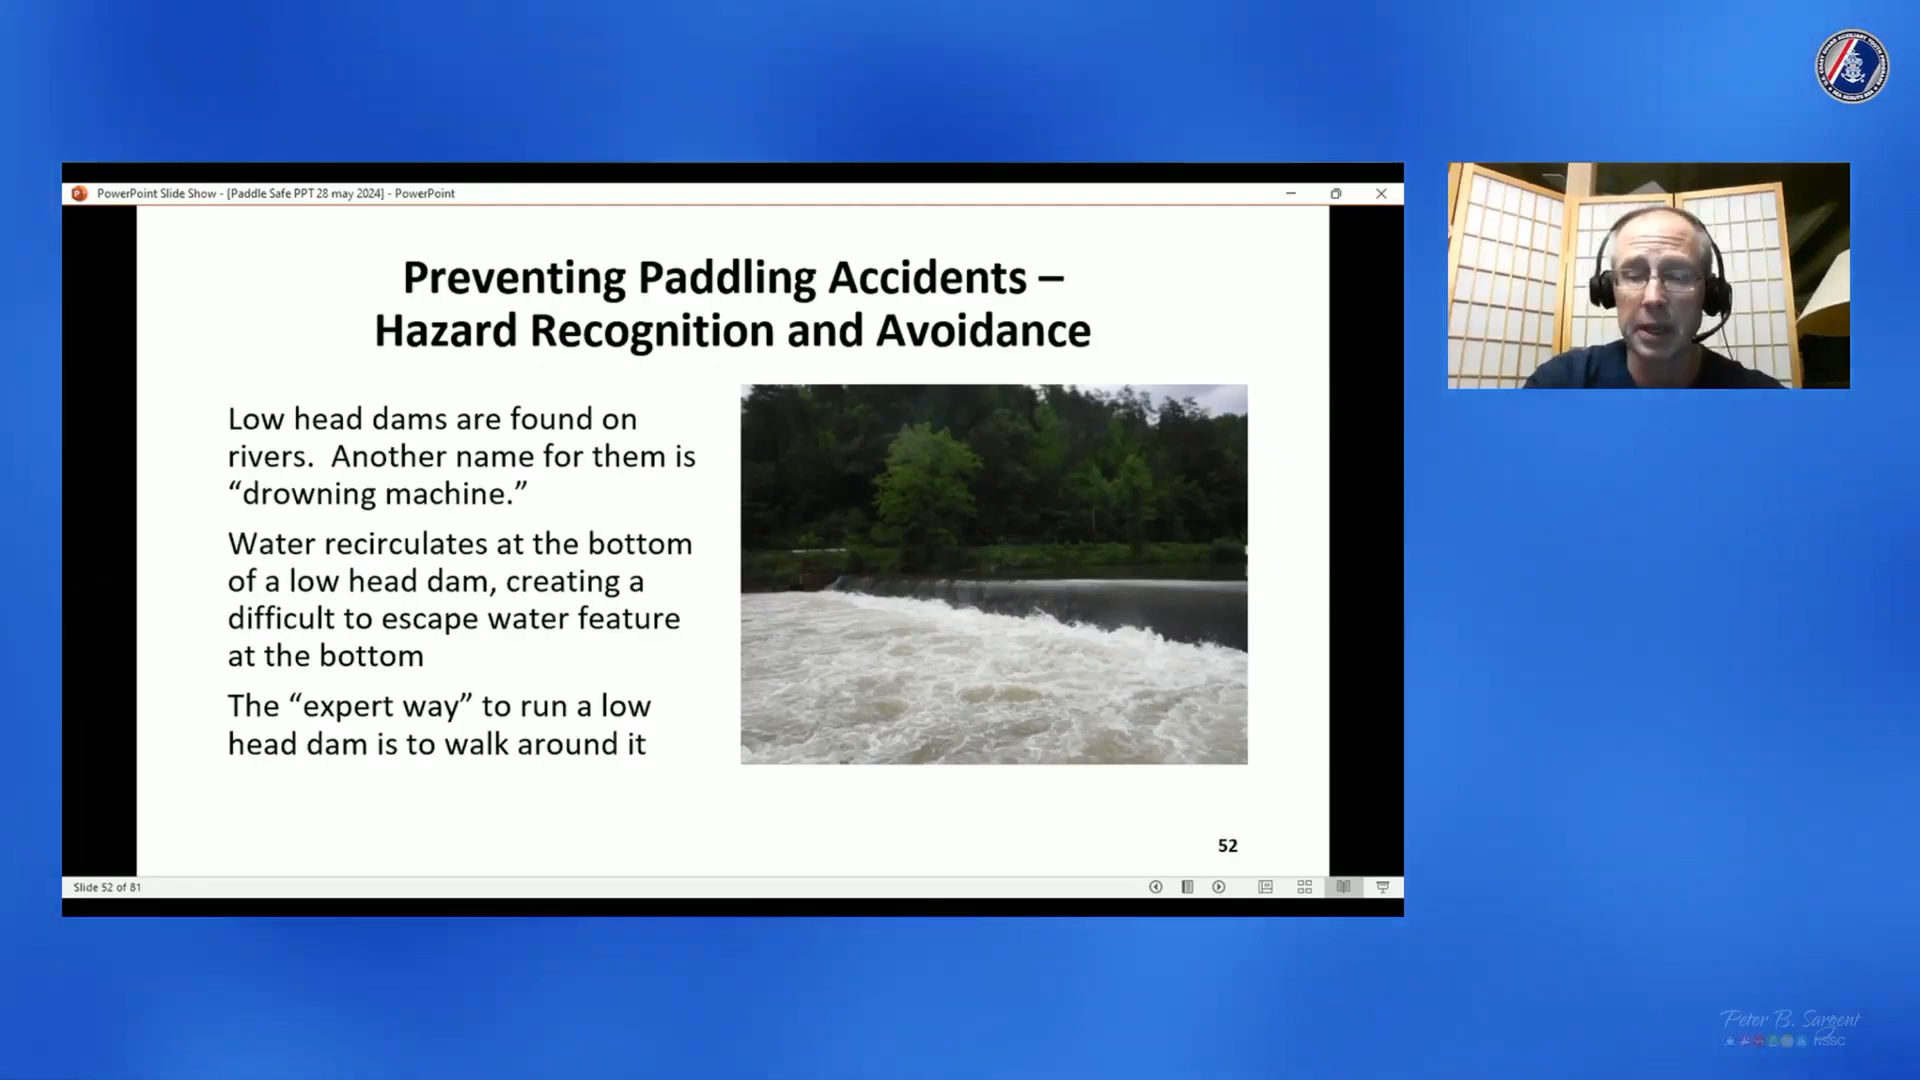 PowerPoint Slide Show - [Paddle Safe PPT 28 may 2024] - PowerPoint
Preventing Paddling Accidents –
Hazard Recognition and Avoidance
Low head dams are found on
rivers.  Another name for them is
“drowning machine.”
Water recirculates at the bottom
of a low head dam, creating a
difficult to escape water feature
at the bottom
The “expert way” to run a low
head dam is to walk around it
52
Slide 52 of 81
Peter B. Sargent
NSSC